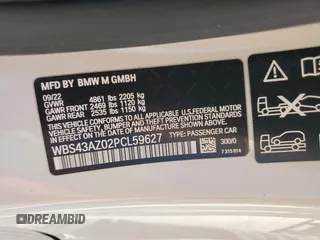 MFD BY BMW M GMBH
09/22
GVWR 4861 lbs 2205 kg
GAWR FRONT 2469 lbs 1120 kg
GAWR REAR 2535 lbs 1150 kg
THIS VEHICLE CONFORMS TO ALL
APPLICABLE U.S. FEDERAL
MOTOR VEHICLE SAFETY, BUMPER, AND
THEFT PREVENTION STANDARDS
IN EFFECT ON THE DATE OF
MANUFACTURE SHOWN ABOVE.
WBS43AZ02PCL59627 TYPE: PASSENGER CAR
300/0
DREAMBID
DREAMBID.COM